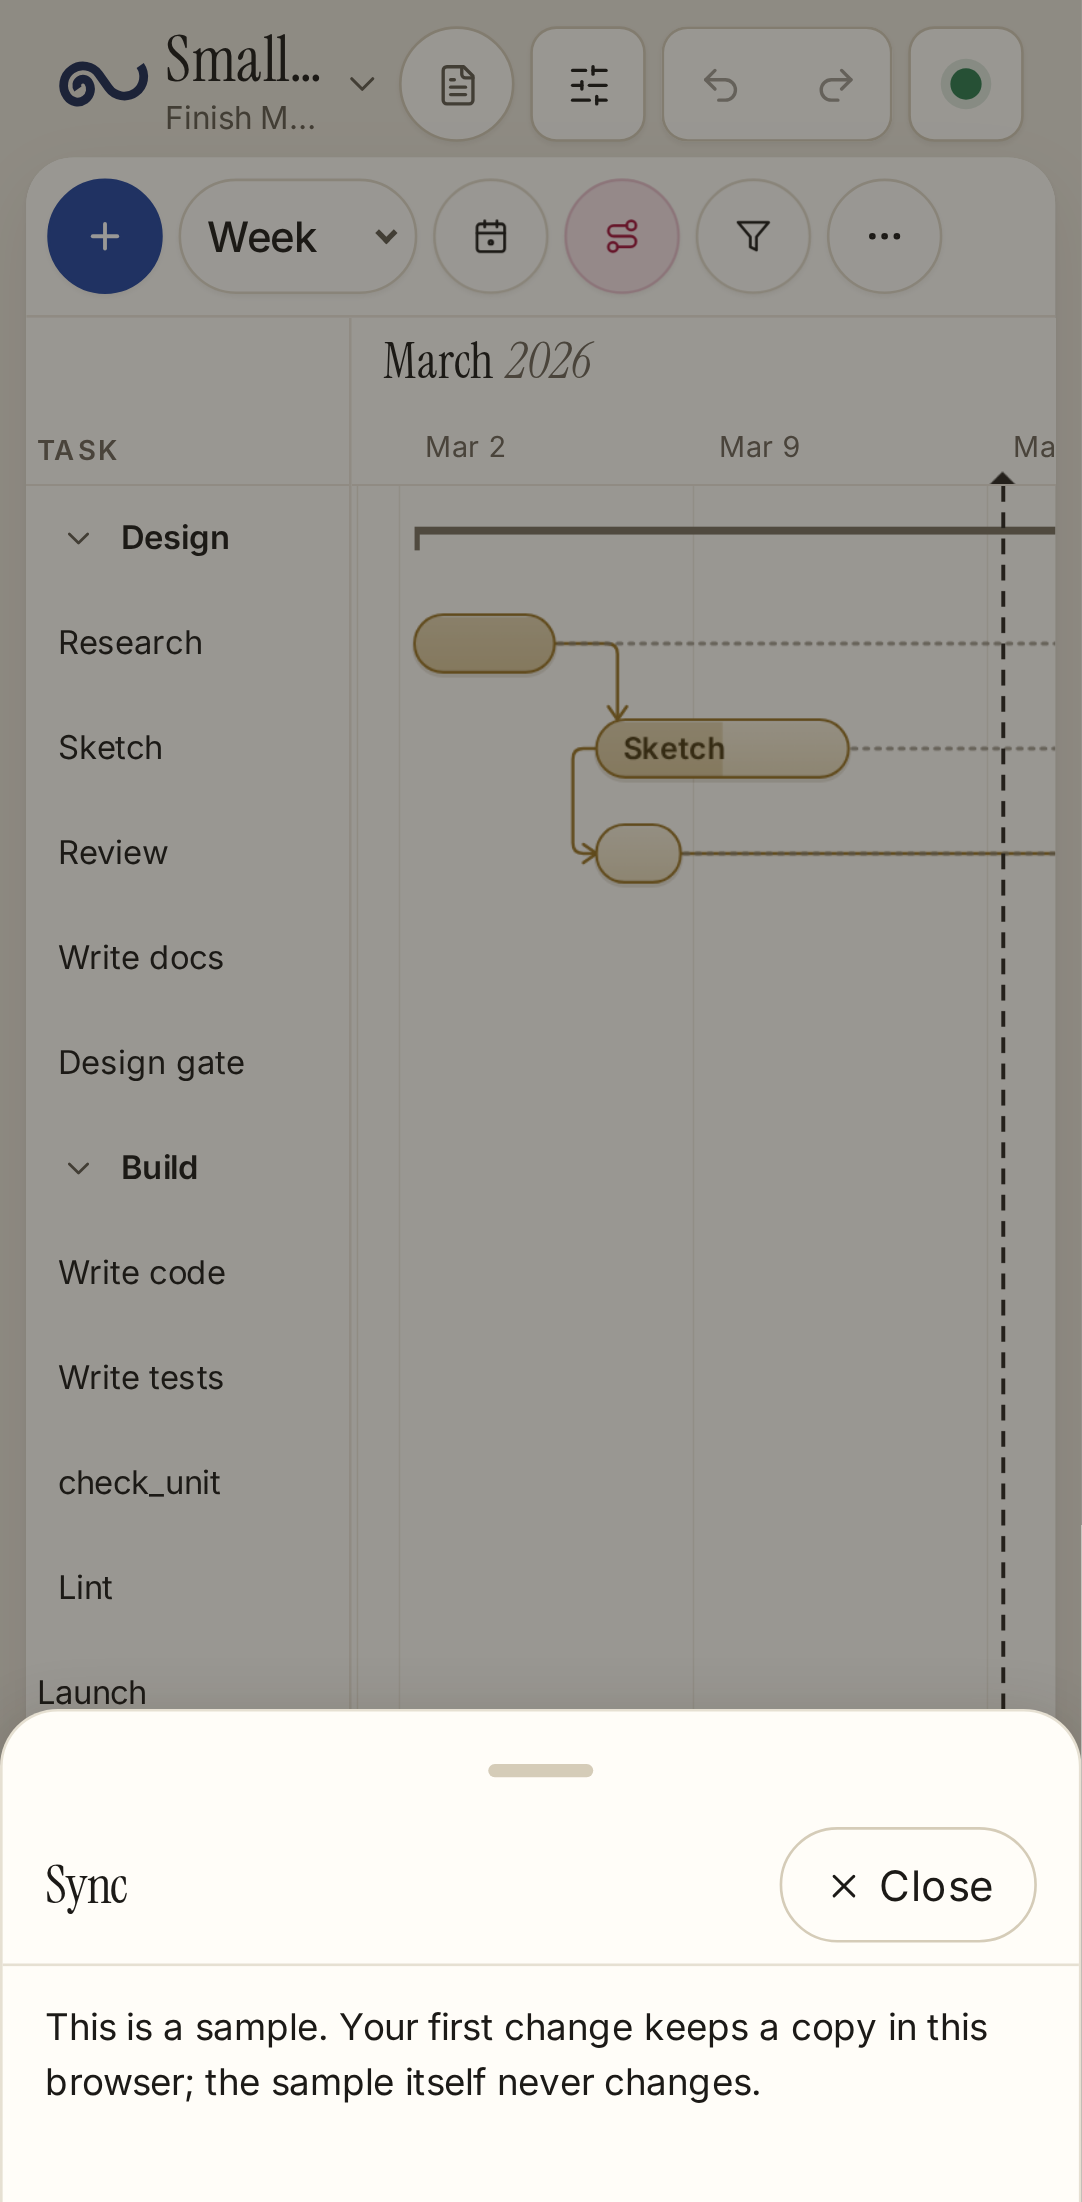 Small...
Finish M...
Week
March 2026
TASK
Mar 2
Mar 9
Ma
Design
Research
Sketch
Sketch
Review
Write docs
Design gate
Build
Write code
Write tests
check_unit
Lint
Launch
Sync
Close
This is a sample. Your first change keeps a copy in this
browser; the sample itself never changes.